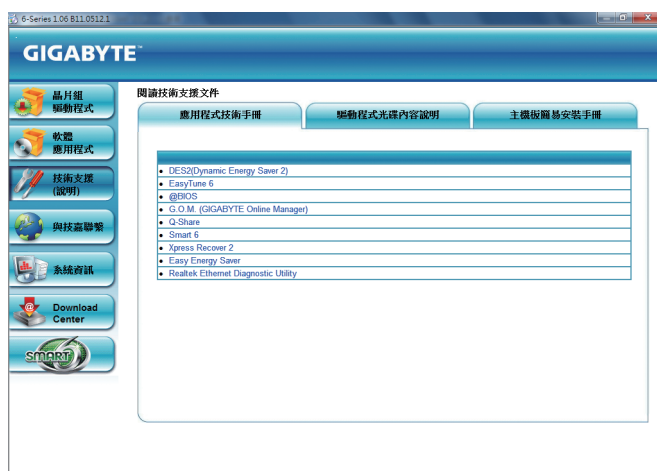 6-Series 1.06 B11.0512.1
GIGABYTE™
晶片組
驅動程式
軟體
應用程式
技術支援
(說明)
與技嘉聯繫
系統資訊
Download
Center
SMART6
閱讀技術支援文件
應用程式技術手冊
驅動程式光碟內容說明
主機板簡易安裝手冊
• DES2(Dynamic Energy Saver 2)
• EasyTune 6
• @BIOS
• G.O.M. (GIGABYTE Online Manager)
• Q-Share
• Smart 6
• Xpress Recover 2
• Easy Energy Saver
• Realtek Ethernet Diagnostic Utility